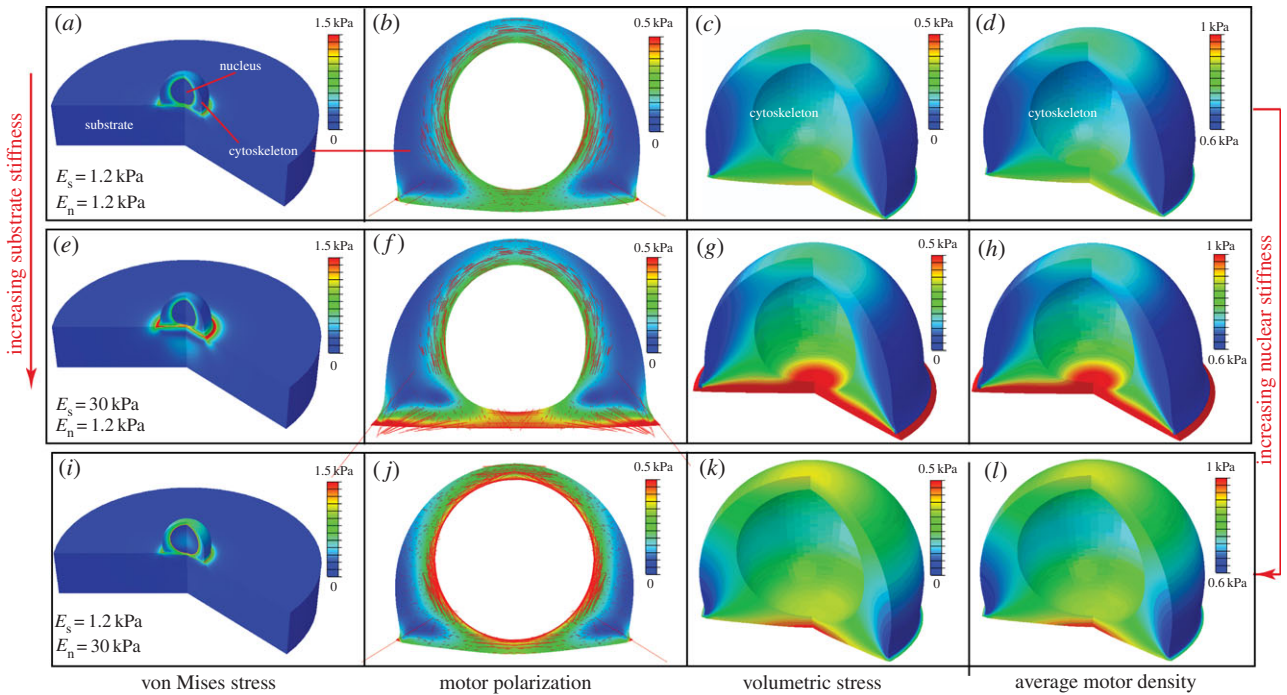 (a)
1.5 kPa
nucleus
substrate
cytoskeleton
0
E_s = 1.2 kPa
E_n = 1.2 kPa
(b)
0.5 kPa
0
(c)
0.5 kPa
cytoskeleton
0
(d)
1 kPa
cytoskeleton
0.6 kPa
increasing substrate stiffness
increasing nuclear stiffness
(e)
1.5 kPa
0
E_s = 30 kPa
E_n = 1.2 kPa
(f)
0.5 kPa
0
(g)
0.5 kPa
0
(h)
1 kPa
0.6 kPa
(i)
1.5 kPa
0
E_s = 1.2 kPa
E_n = 30 kPa
(j)
0.5 kPa
0
(k)
0.5 kPa
0
(l)
1 kPa
0.6 kPa
von Mises stress
motor polarization
volumetric stress
average motor density